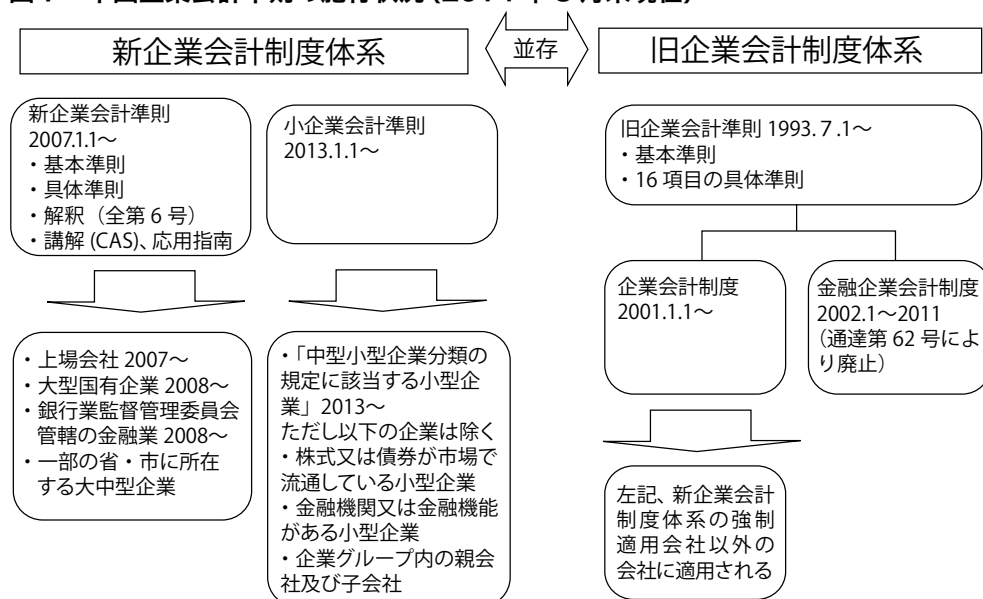 新企業会計制度体系
並存
旧企業会計制度体系
新企業会計準則
2007.1.1～
・基本準則
・具体準則
・解釈（全第 6 号）
・講解 (CAS)、応用指南
小企業会計準則
2013.1.1～
旧企業会計準則 1993.７.1～
・基本準則
・16 項目の具体準則
企業会計制度
2001.1.1～
金融企業会計制度
2002.1～2011
（通達第 62 号によ
り廃止）
・上場会社 2007～
・大型国有企業 2008～
・銀行業監督管理委員会
管轄の金融業 2008～
・一部の省・市に所在
する大中型企業
・「中型小型企業分類の
規定に該当する小型企
業」2013～
ただし以下の企業は除く
・株式又は債券が市場で
流通している小型企業
・金融機関又は金融機能
がある小型企業
・企業グループ内の親会
社及び子会社
左記、新企業会計
制度体系の強制
適用会社以外の
会社に適用される